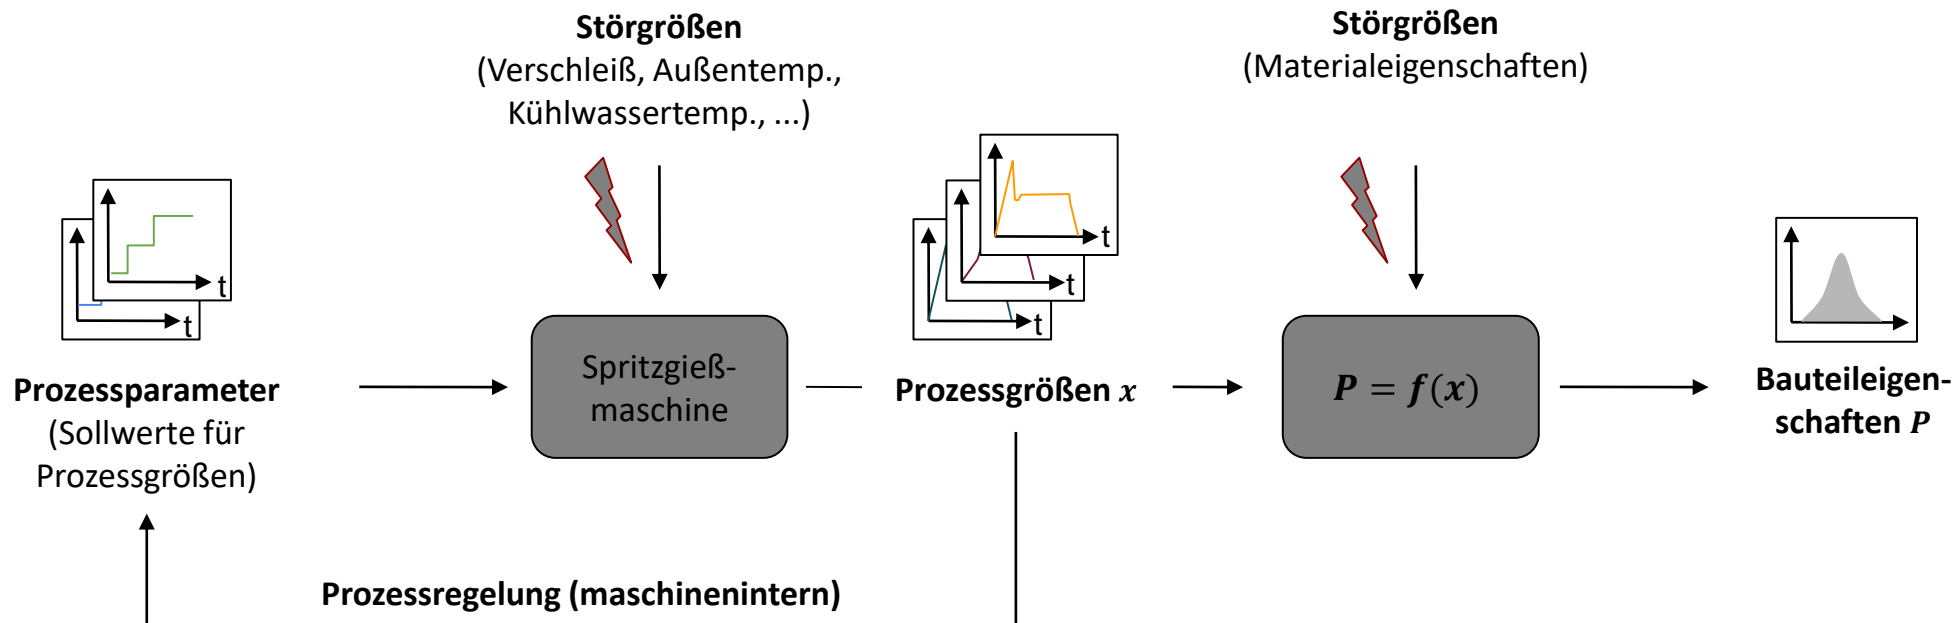 Störgrößen
(Verschleiß, Außentemp.,
Kühlwassertemp., ...)
Störgrößen
(Materialeigenschaften)
t
t
t
t
t
Prozessparameter
(Sollwerte für
Prozessgrößen)
Spritzgieß-
maschine
Prozessgrößen x
P = f(x)
Bauteileigen-
schaften P
Prozessregelung (maschinenintern)